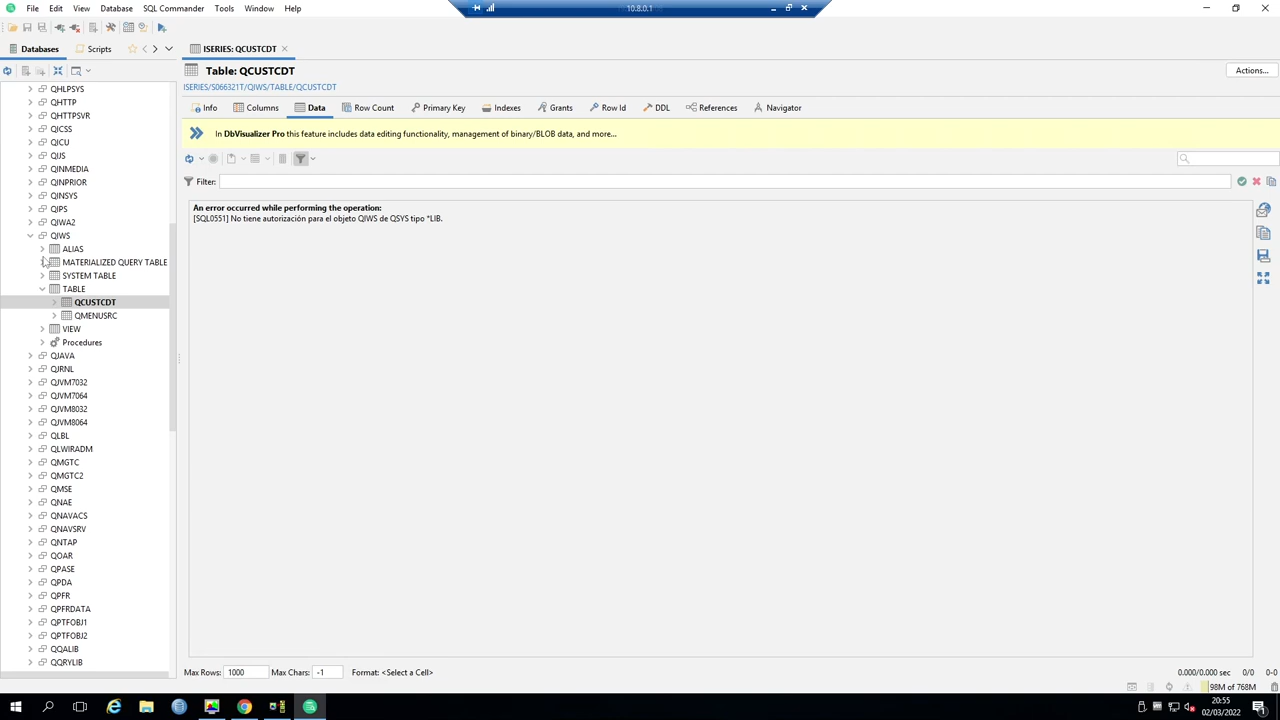 File Edit View Database SQL Commander Tools Window Help
10.8.0.1
Databases Scripts
ISERIES: QCUSTCDT
Table: QCUSTCDT
Actions...
ISERIES/S066321T/QIWS/TABLE/QCUSTCDT
Info Columns Data Row Count Primary Key Indexes Grants Row Id DDL References Navigator
In DbVisualizer Pro this feature includes data editing functionality, management of binary/BLOB data, and more...
Filter:
An error occurred while performing the operation:
[SQL0551] No tiene autorización para el objeto QIWS de QSYS tipo *LIB.
QHLPSYS
QHTTP
QHTTPSVR
QICSS
QICU
QIJS
QINMEDIA
QINPRIOR
QINSYS
QIPS
QIWA2
QIWS
ALIAS
MATERIALIZED QUERY TABLE
SYSTEM TABLE
TABLE
QCUSTCDT
QMENUSRC
VIEW
Procedures
QJAVA
QJRNL
QJVM7032
QJVM7064
QJVM8032
QJVM8064
QLBL
QLWIRADM
QMGTC
QMGTC2
QMSE
QNAE
QNAVACS
QNAVSRV
QNTAP
QOAR
QPASE
QPDA
QPFR
QPFRDATA
QPTFOBJ1
QPTFOBJ2
QQALIB
QQRYLIB
Max Rows: 1000 Max Chars: -1 Format: <Select a Cell>
0.000/0.000 sec 0/0 0-0
98M of 768M
20:55
02/03/2022